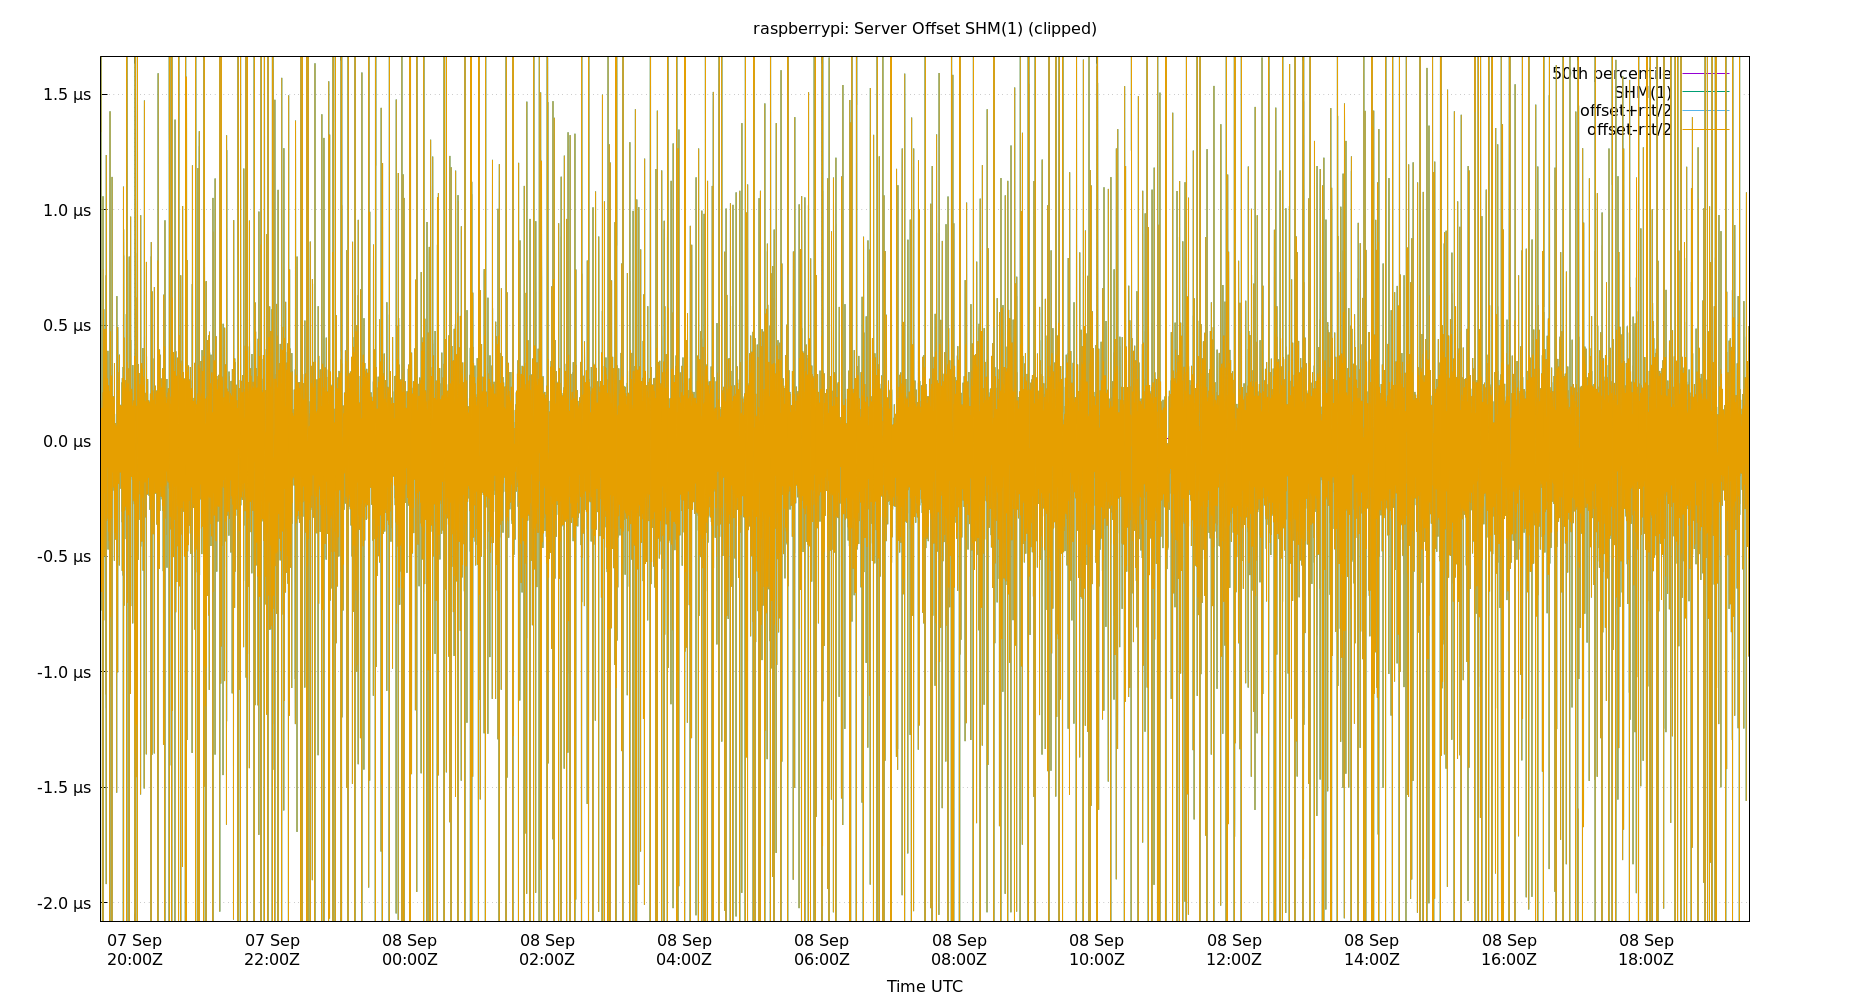 raspberrypi: Server Offset SHM(1) (clipped)
50th percentile
SHM(1)
offset+rtt/2
offset-rtt/2
1.5 µs
1.0 µs
0.5 µs
0.0 µs
-0.5 µs
-1.0 µs
-1.5 µs
-2.0 µs
07 Sep 07 Sep 08 Sep 08 Sep 08 Sep 08 Sep 08 Sep 08 Sep 08 Sep 08 Sep 08 Sep 08 Sep
20:00Z 22:00Z 00:00Z 02:00Z 04:00Z 06:00Z 08:00Z 10:00Z 12:00Z 14:00Z 16:00Z 18:00Z
Time UTC